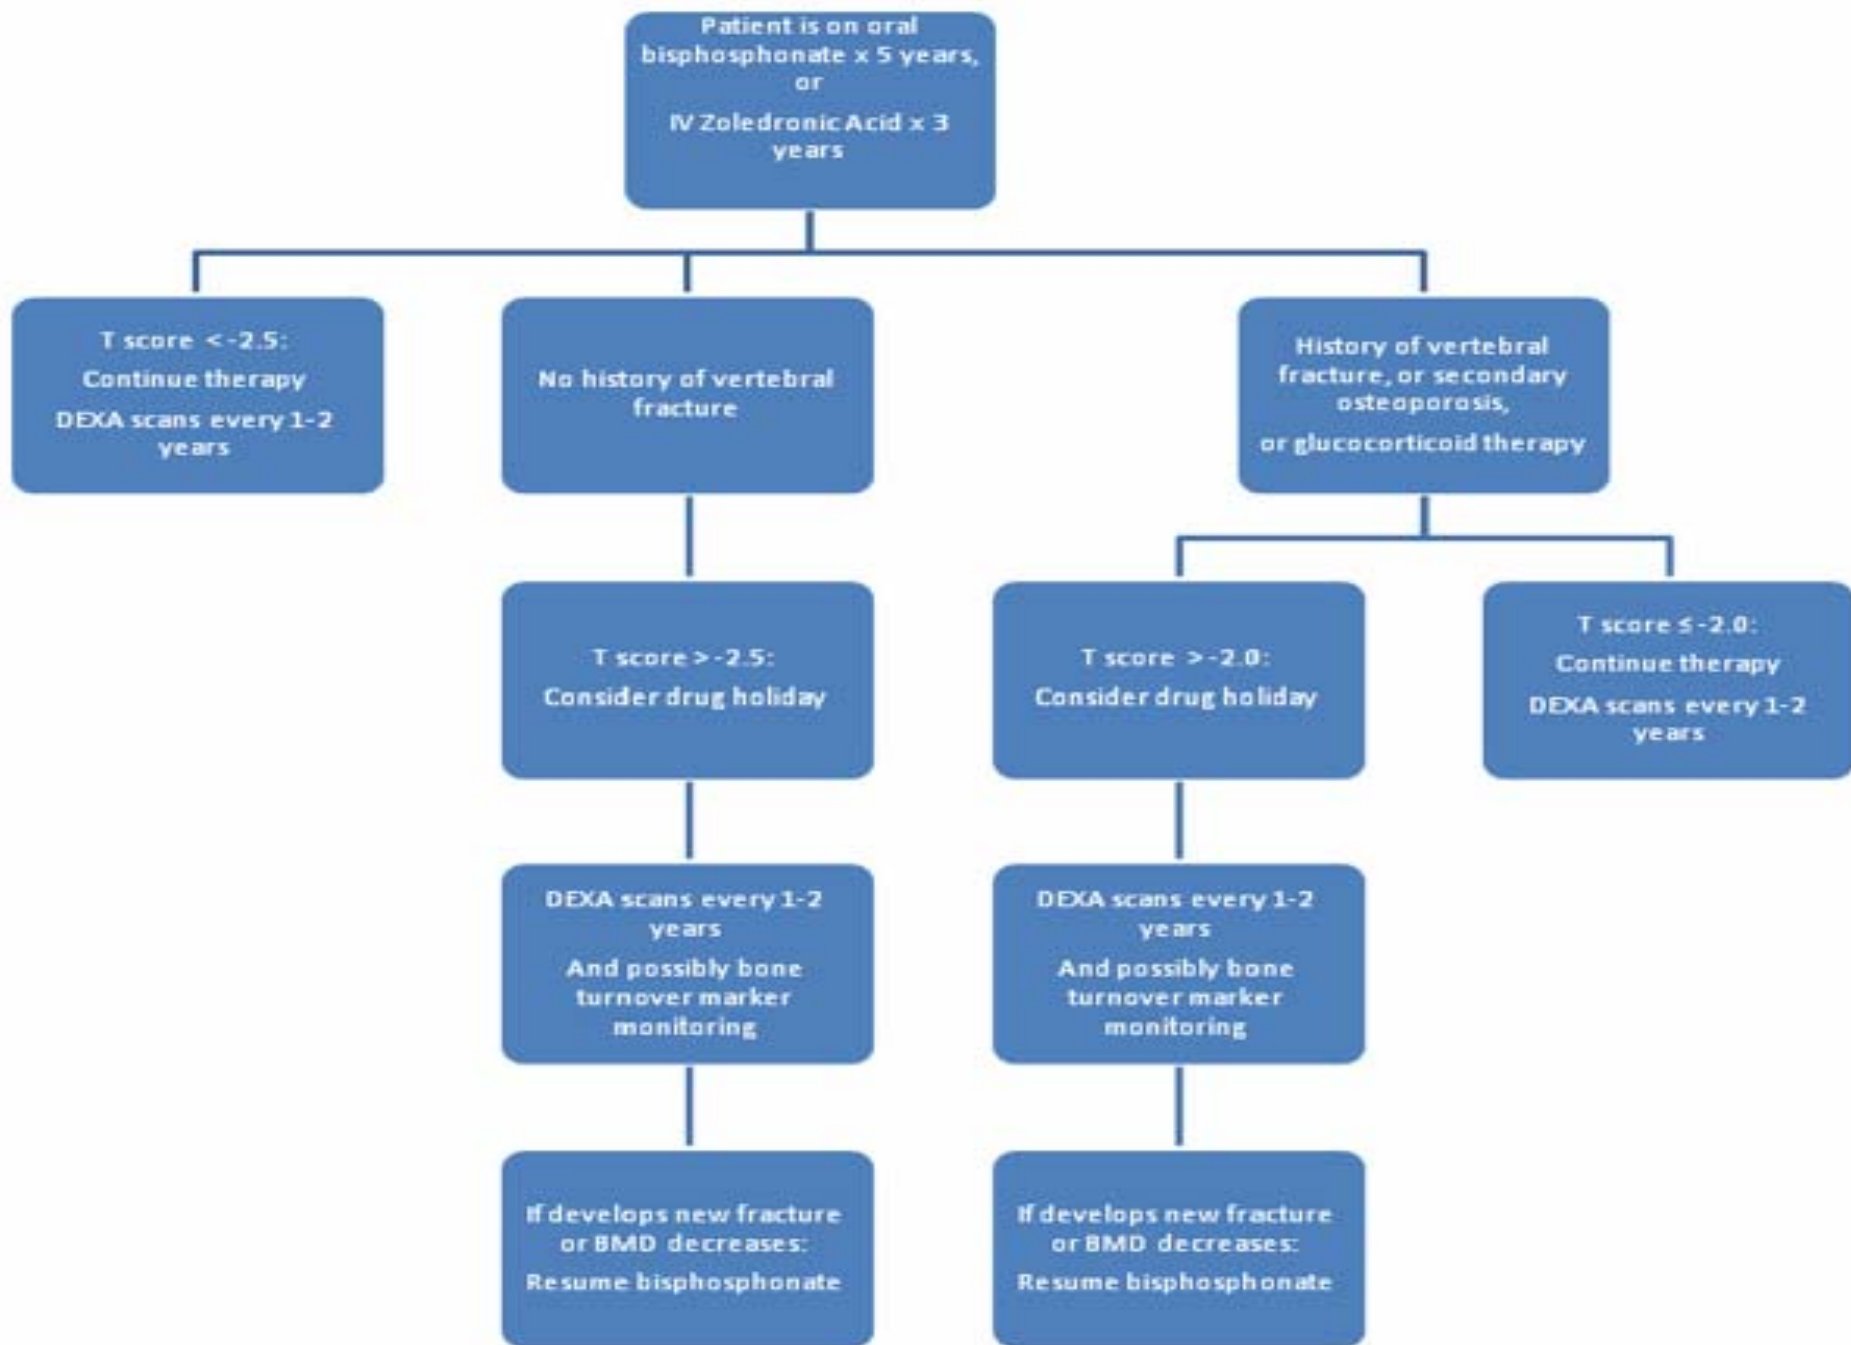 Patient is on oral
bisphosphonate x 5 years,
or
IV Zoledronic Acid x 3
years
T score < -2.5:
Continue therapy
DEXA scans every 1-2
years
No history of vertebral
fracture
History of vertebral
fracture, or secondary
osteoporosis,
or glucocorticoid therapy
T score > -2.5:
Consider drug holiday
T score > -2.0:
Consider drug holiday
T score ≤ -2.0:
Continue therapy
DEXA scans every 1-2
years
DEXA scans every 1-2
years
And possibly bone
turnover marker
monitoring
DEXA scans every 1-2
years
And possibly bone
turnover marker
monitoring
If develops new fracture
or BMD decreases:
Resume bisphosphonate
If develops new fracture
or BMD decreases:
Resume bisphosphonate